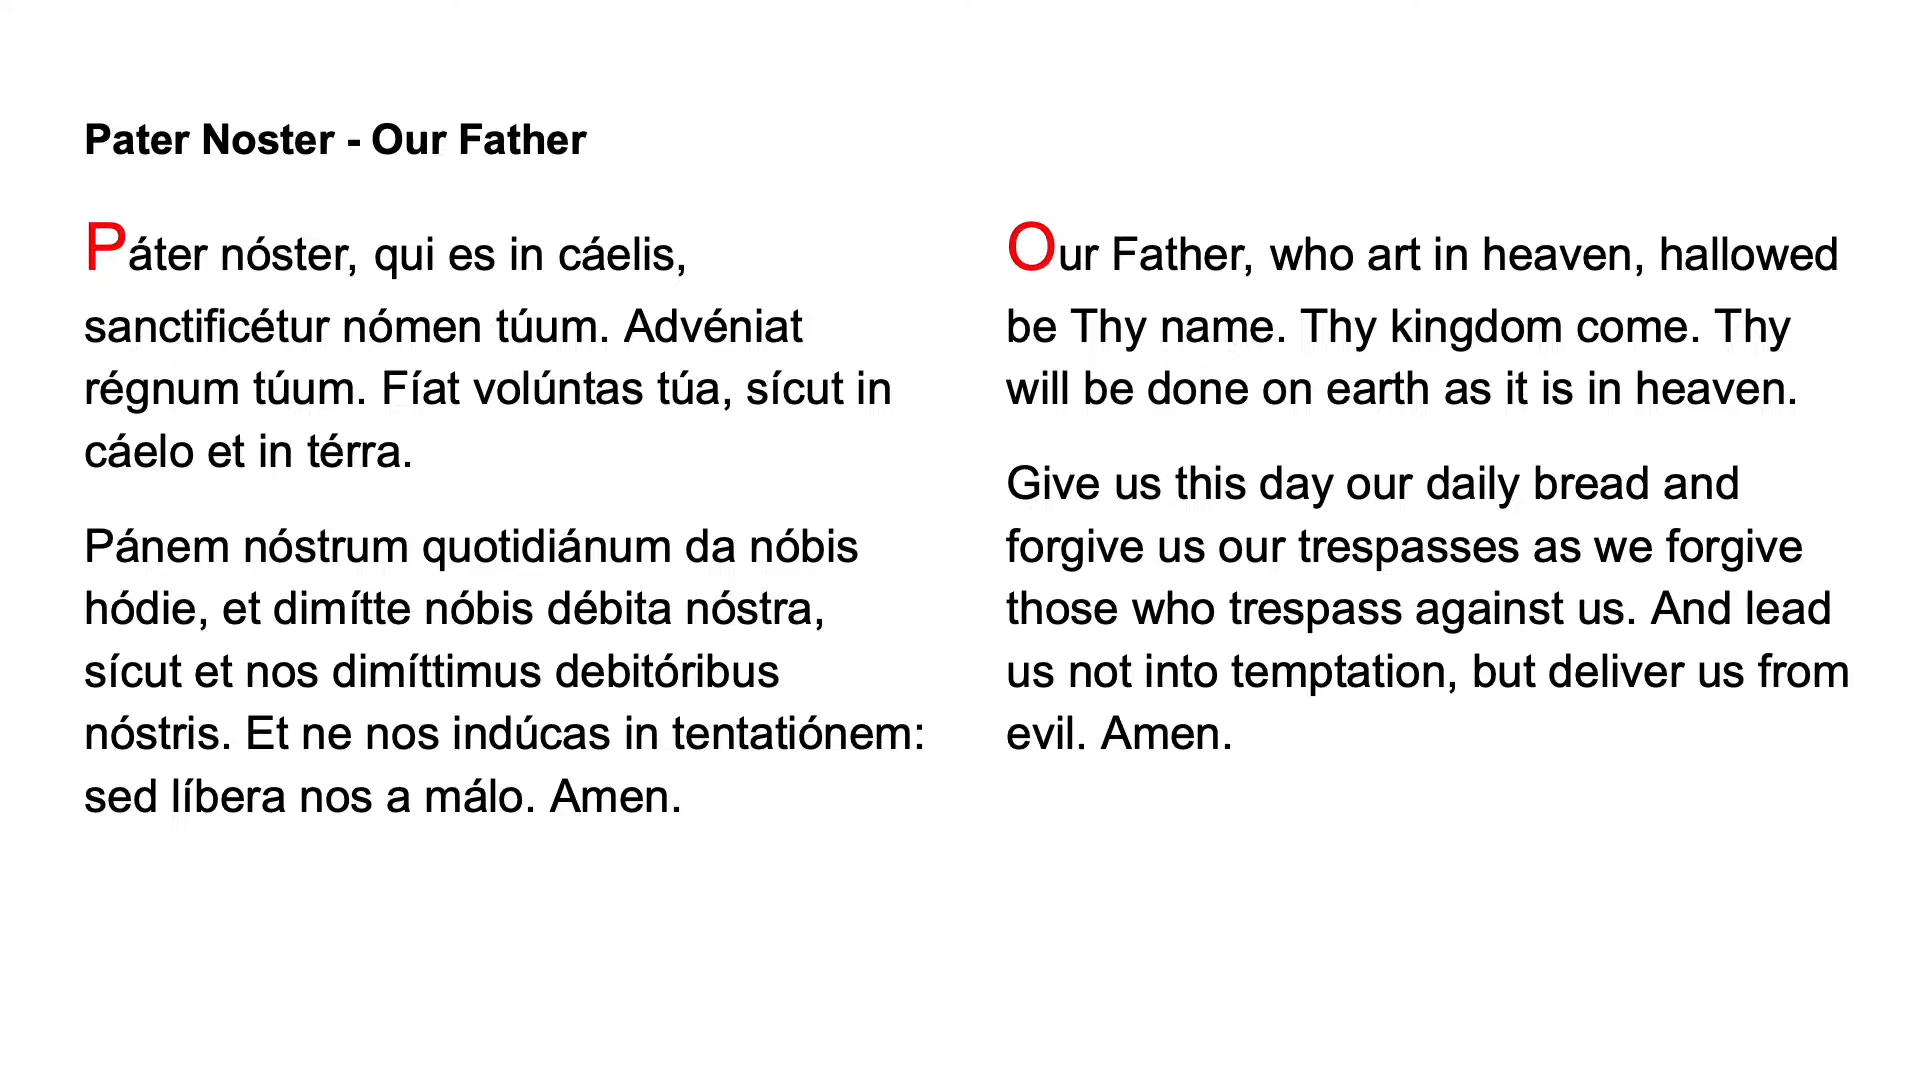 Pater Noster - Our Father
Páter nóster, qui es in cáelis,
sanctificétur nómen túum. Advéniat
régnum túum. Fíat volúntas túa, sícut in
cáelo et in térra.
Pánem nóstrum quotidiánum da nóbis
hódie, et dimítte nóbis débita nóstra,
sícut et nos dimíttimus debitóribus
nóstris. Et ne nos indúcas in tentatiónem:
sed líbera nos a málo. Amen.
Our Father, who art in heaven, hallowed
be Thy name. Thy kingdom come. Thy
will be done on earth as it is in heaven.
Give us this day our daily bread and
forgive us our trespasses as we forgive
those who trespass against us. And lead
us not into temptation, but deliver us from
evil. Amen.